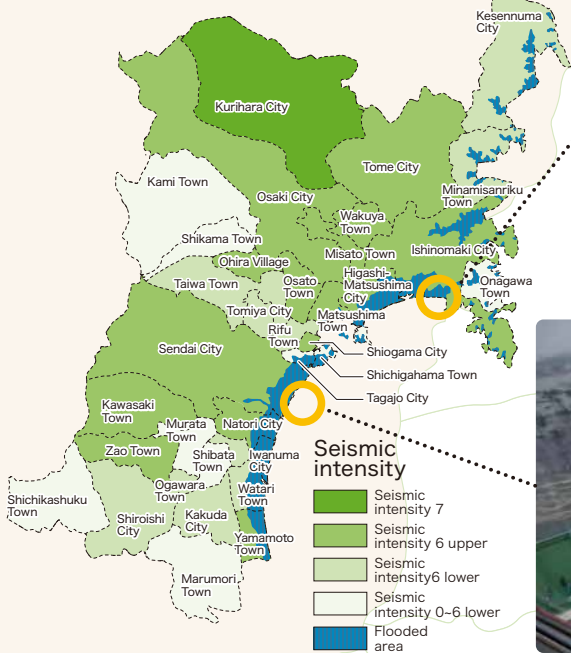 Kesennuma
City
Kurihara City
Tome City
Kami Town
Osaki City
Minamisanriku
Town
Wakuya
Town
Shikama Town
Misato Town
Ishinomaki City
Ohira Village
Higashi-
Matsushima
City
Onagawa
Town
Taiwa Town
Osato
Town
Tomiya City
Matsushima
Town
Rifu
Town
Sendai City
Shiogama City
Shichigahama Town
Tagajo City
Kawasaki
Town
Murata
Town
Natori City
Zao Town
Shibata
Town
Iwanuma
City
Ogawara
Town
Watari
Town
Shichikashuku
Town
Shiroishi
City
Kakuda
City
Yamamoto
Town
Marumori
Town
Seismic
intensity
Seismic
intensity 7
Seismic
intensity 6 upper
Seismic
intensity6 lower
Seismic
intensity 0~6 lower
Flooded
area